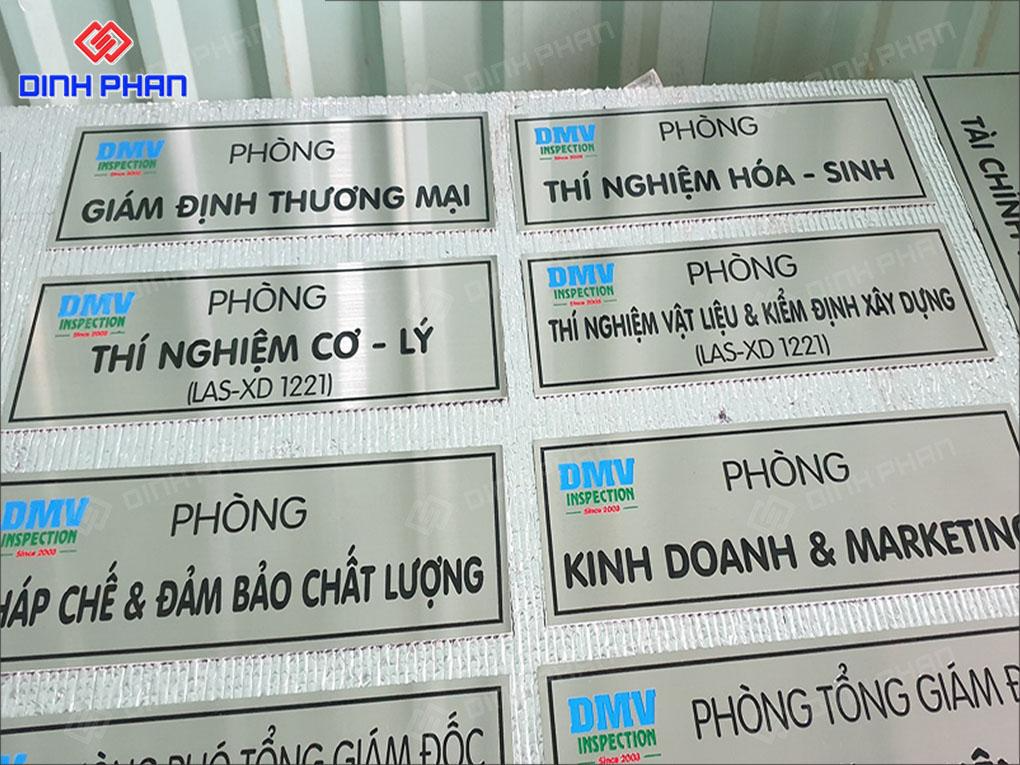 DINH PHAN
DMV
INSPECTION
Since 2003
PHÒNG
GIÁM ĐỊNH THƯƠNG MẠI
DMV
INSPECTION
Since 2003
PHÒNG
THÍ NGHIỆM HÓA - SINH
TÀI CHÍNH
DMV
INSPECTION
Since 2003
PHÒNG
THÍ NGHIỆM CƠ - LÝ
(LAS-XD 1221)
DMV
INSPECTION
Since 2003
PHÒNG
THÍ NGHIỆM VẬT LIỆU & KIỂM ĐỊNH XÂY DỰNG
(LAS-XD 1221)
DMV
INSPECTION
Since 2003
PHÒNG
HÁP CHẾ & ĐẢM BẢO CHẤT LƯỢNG
DMV
INSPECTION
Since 2003
PHÒNG
KINH DOANH & MARKETING
PHÓ TỔNG GIÁM ĐỐC
DMV
INSPECTION
Since 2003
PHÒNG TỔNG GIÁM Đ